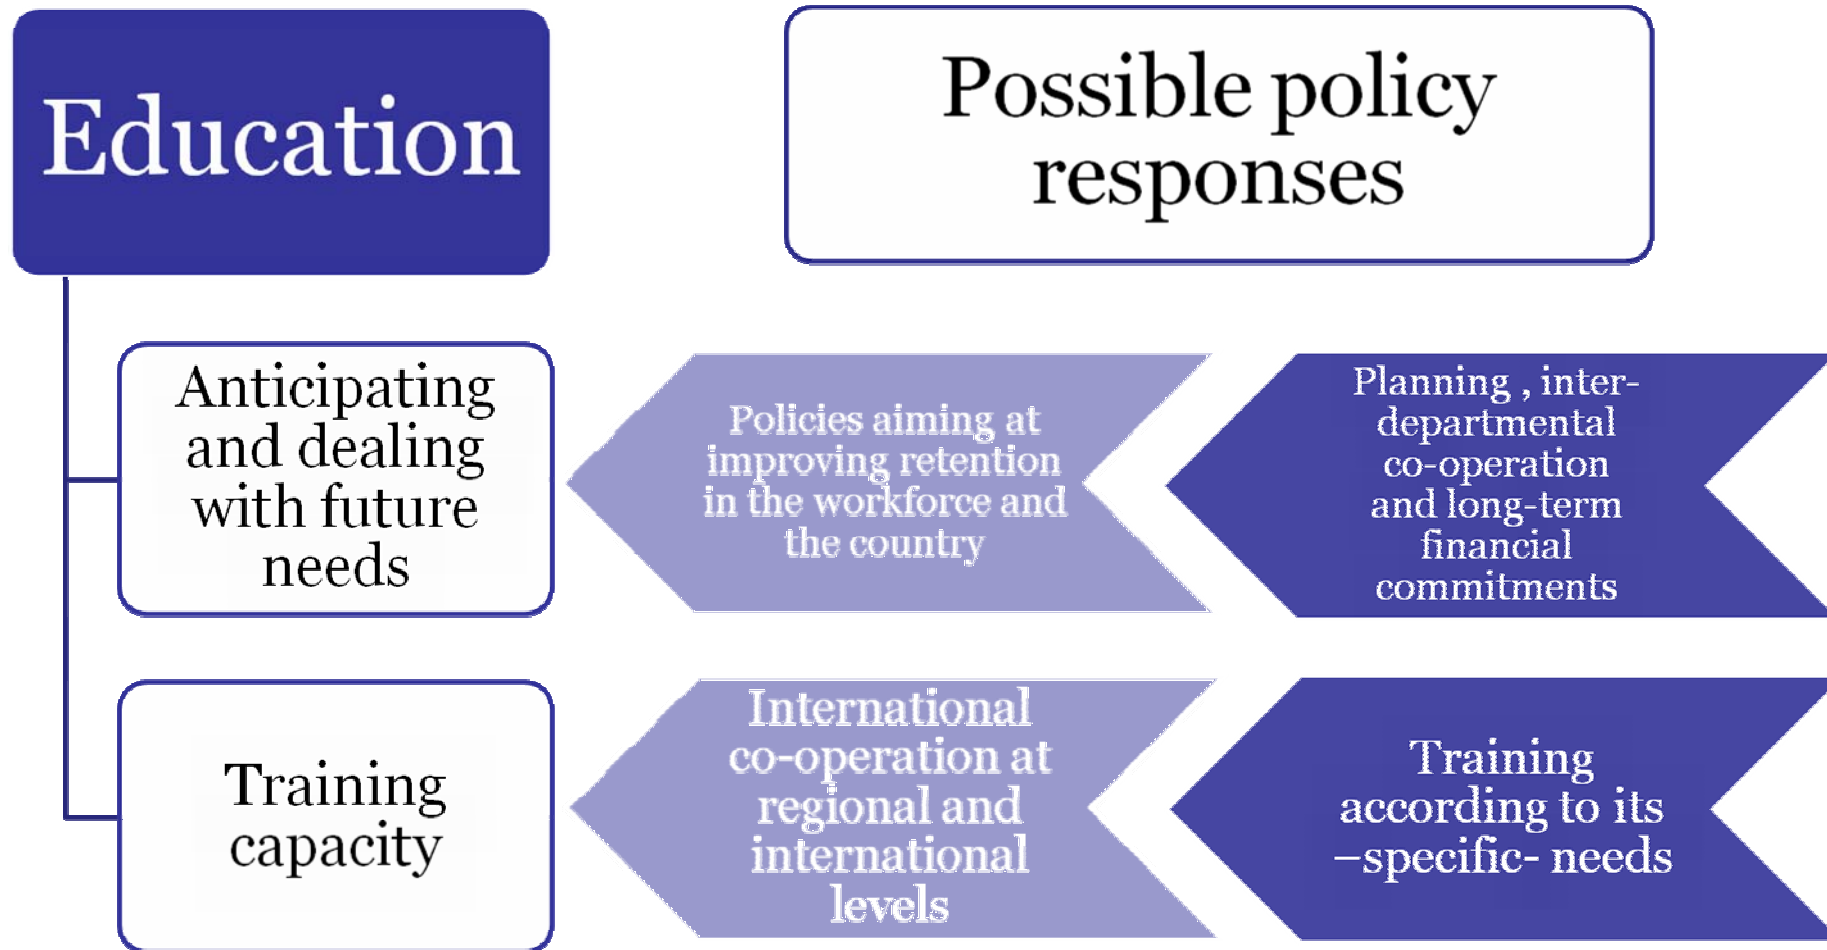 Education
Possible policy
responses
Anticipating
and dealing
with future
needs
Policies aiming at
improving retention
in the workforce and
the country
Planning , inter-
departmental
co-operation
and long-term
financial
commitments
Training
capacity
International
co-operation at
regional and
international
levels
Training
according to its
–specific- needs